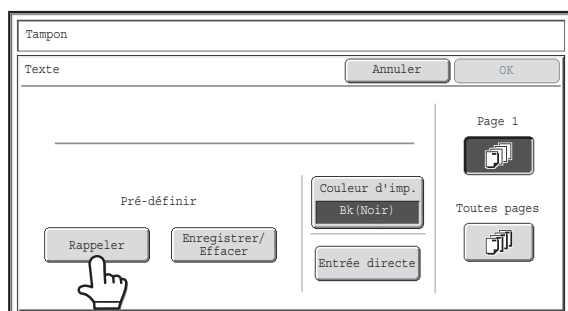 Tampon
Texte
Annuler
OK
Page 1
Pré-définir
Couleur d'imp.
Bk(Noir)
Toutes pages
Rappeler
Enregistrer/
Effacer
Entrée directe